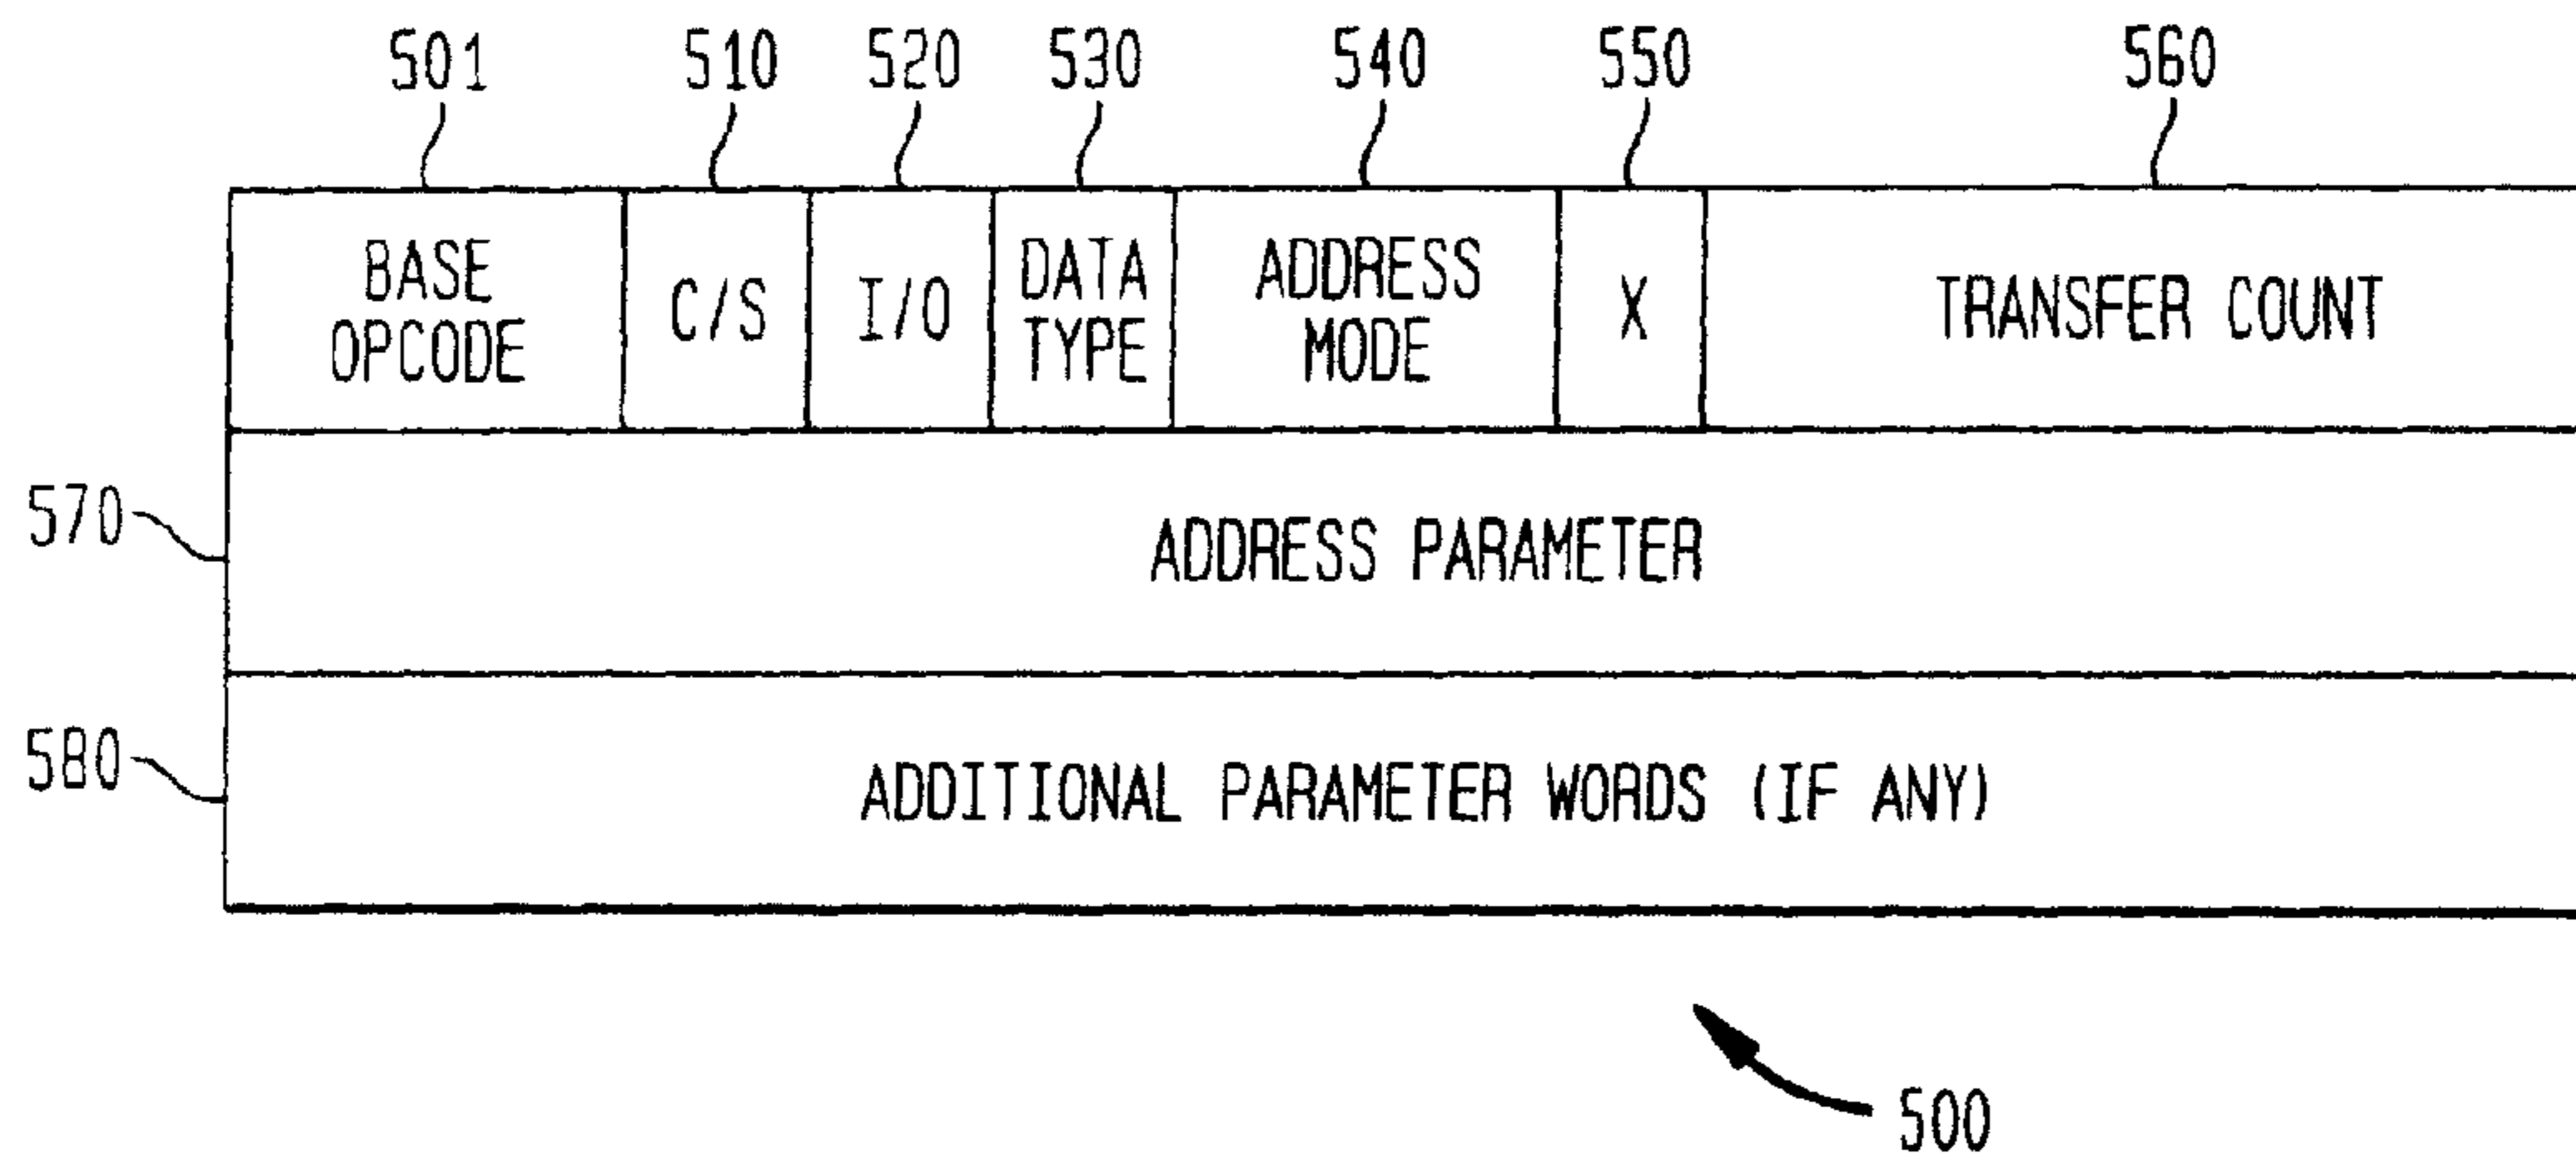 501 510 520 530 540 550 560
BASE OPCODE C/S I/O DATA TYPE ADDRESS MODE X TRANSFER COUNT
570 ADDRESS PARAMETER
580 ADDITIONAL PARAMETER WORDS (IF ANY)
500